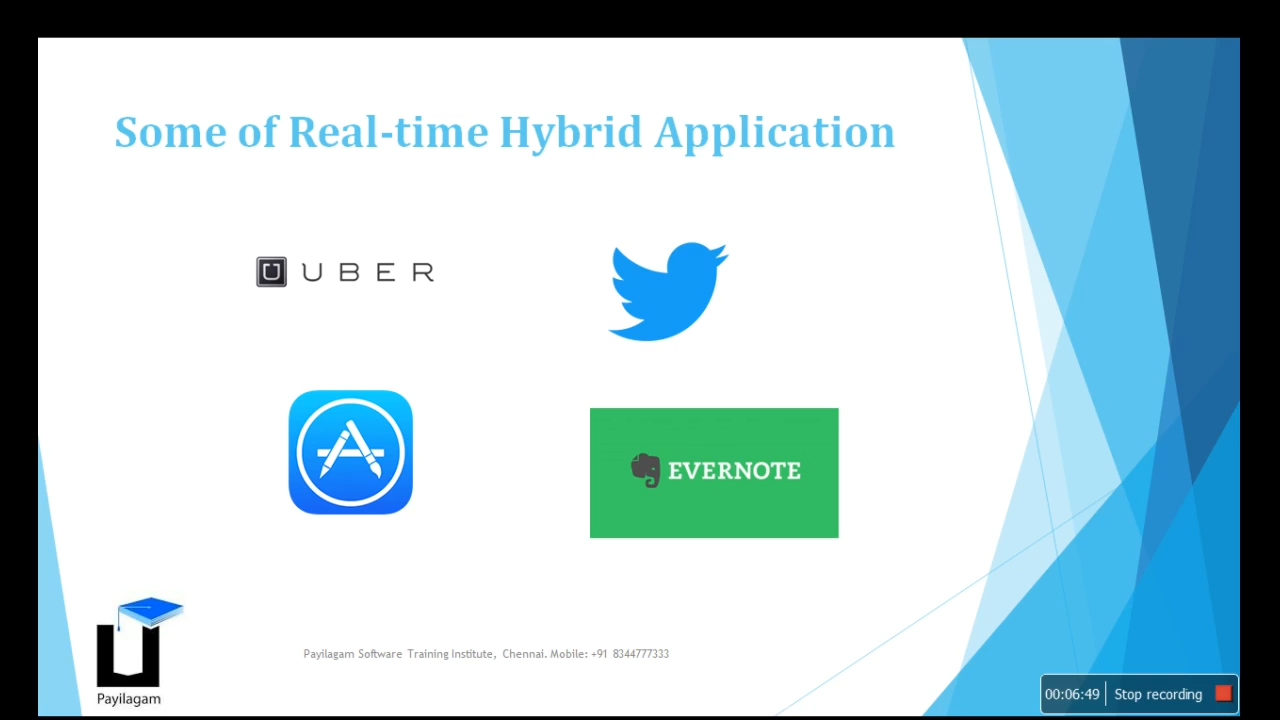 Some of Real-time Hybrid Application
UBER
EVERNOTE
Payilagam Software Training Institute, Chennai. Mobile: +91 8344777333
Payilagam
00:06:49 Stop recording